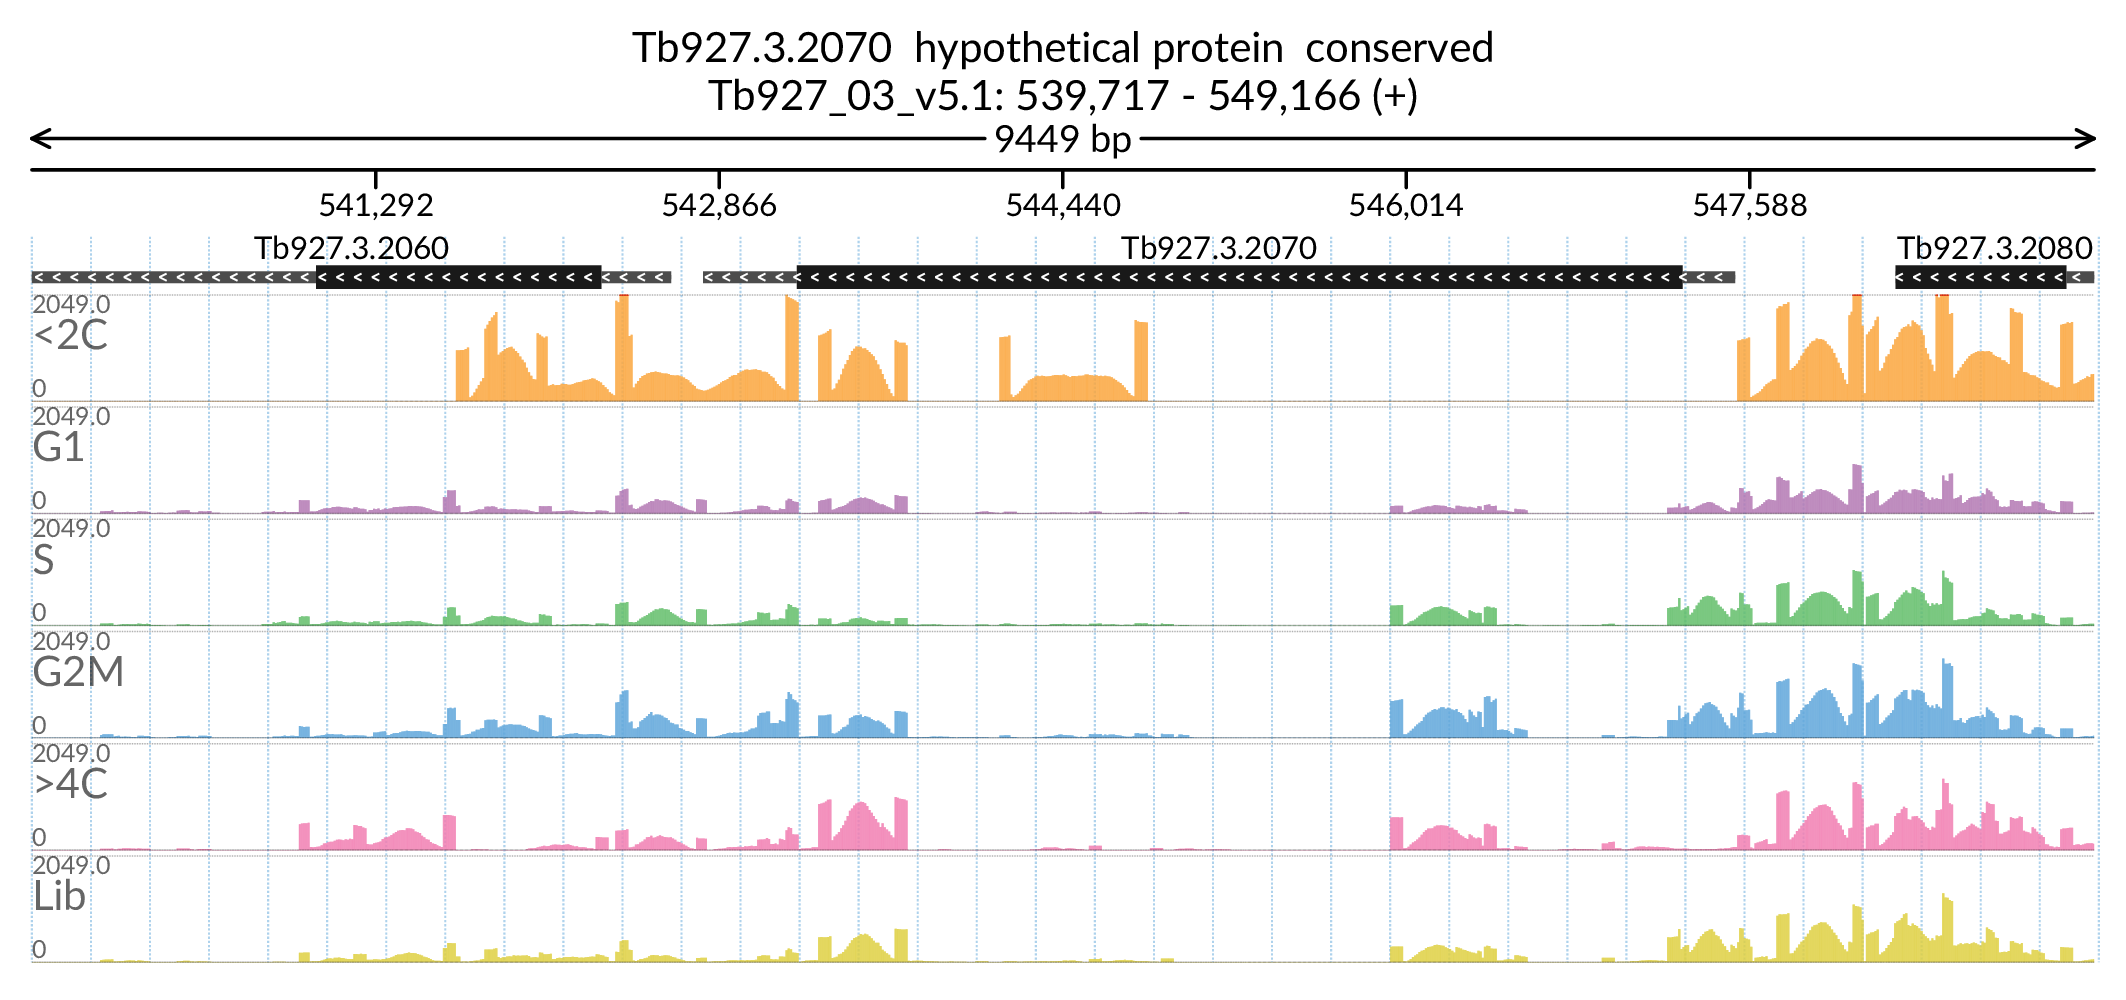 Tb927.3.2070 hypothetical protein conserved
Tb927_03_v5.1: 539,717 - 549,166 (+)
9449 bp
541,292 542,866 544,440 546,014 547,588
Tb927.3.2060 Tb927.3.2070 Tb927.3.2080
2049.0
<2C
0
2049.0
G1
0
2049.0
S
0
2049.0
G2M
0
2049.0
>4C
0
2049.0
Lib
0